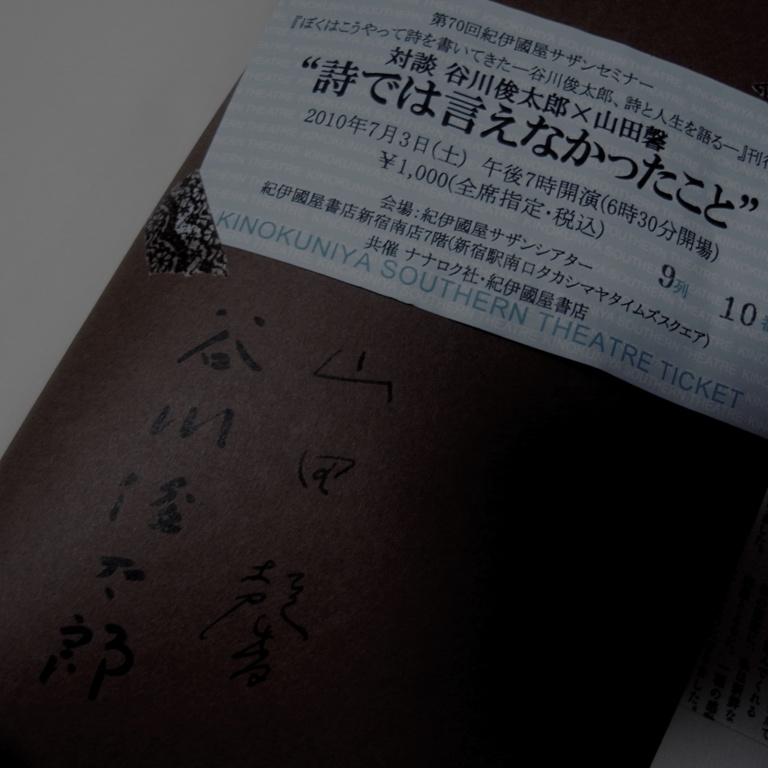 第70回紀伊國屋サザンセミナー
『ぼくはこうやって詩を書いてきた―谷川俊太郎、詩と人生を語る―』刊行
対談 谷川俊太郎×山田馨
“詩では言えなかったこと”
2010年7月3日(土) 午後7時開演(6時30分開場)
¥1,000(全席指定・税込)
会場:紀伊國屋サザンシアター
紀伊國屋書店新宿南店7階(新宿駅南口タカシマヤタイムズスクエア)
共催 ナナロク社・紀伊國屋書店
9列 10番
KINOKUNIYA SOUTHERN THEATRE TICKET
山田馨
谷川俊太郎